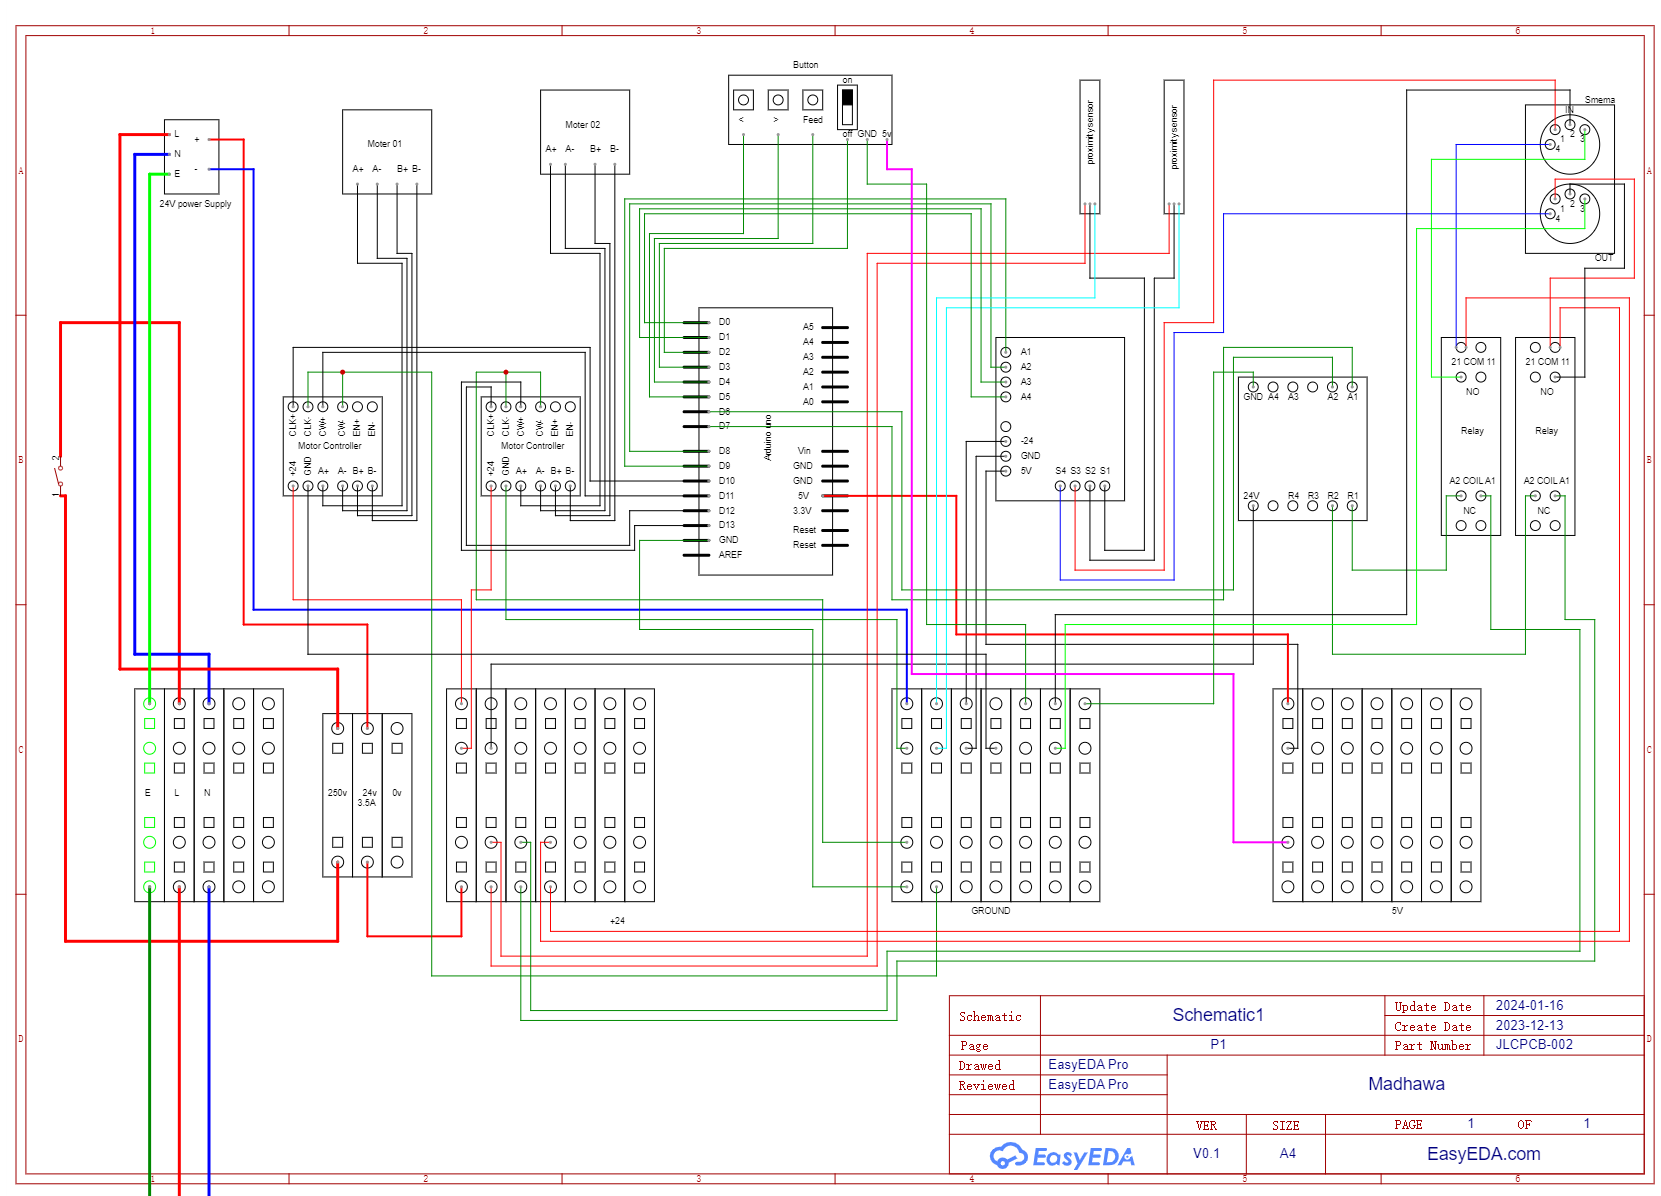 1 2 3 4 5 6
A
B
C
D
A
B
C
D
1 2 3 4 5 6
L
N
E
+
-
24V power Supply
Moter 01
A+ A- B+ B-
Moter 02
A+ A- B+ B-
Button
on
< > Feed
off GND 5v
proximitysensor
proximitysensor
Smema
IN
1 2 3 4
1 2 3 4
OUT
2
1
CLK+ CLK- CW+ CW- EN+ EN-
Motor Controller
+24 GND A+ A- B+ B-
CLK+ CLK- CW+ CW- EN+ EN-
Motor Controller
+24 GND A+ A- B+ B-
D0
D1
D2
D3
D4
D5
D6
D7
D8
D9
D10
D11
D12
D13
GND
AREF
Arduino uno
A5
A4
A3
A2
A1
A0
Vin
GND
GND
5V
3.3V
Reset
Reset
A1
A2
A3
A4
-24
GND
5V
S4 S3 S2 S1
GND A4 A3 A2 A1
24V R4 R3 R2 R1
21 COM 11
NO
Relay
A2 COIL A1
NC
21 COM 11
NO
Relay
A2 COIL A1
NC
E L N
250v 24v 0v
3.5A
+24
GROUND
5V
Schematic
Schematic1
Update Date 2024-01-16
Create Date 2023-12-13
Page P1
Part Number JLCPCB-002
Drawed EasyEDA Pro
Reviewed EasyEDA Pro
Madhawa
VER SIZE PAGE 1 OF 1
EasyEDA
V0.1 A4 EasyEDA.com